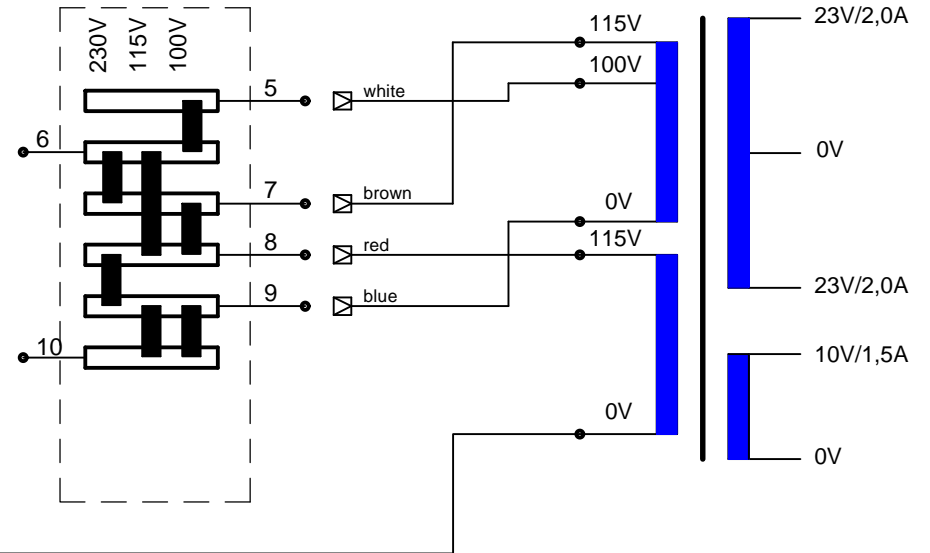 230V
115V
100V
5
white
6
7
brown
8
red
9
blue
10
115V
100V
0V
115V
0V
23V/2,0A
0V
23V/2,0A
10V/1,5A
0V